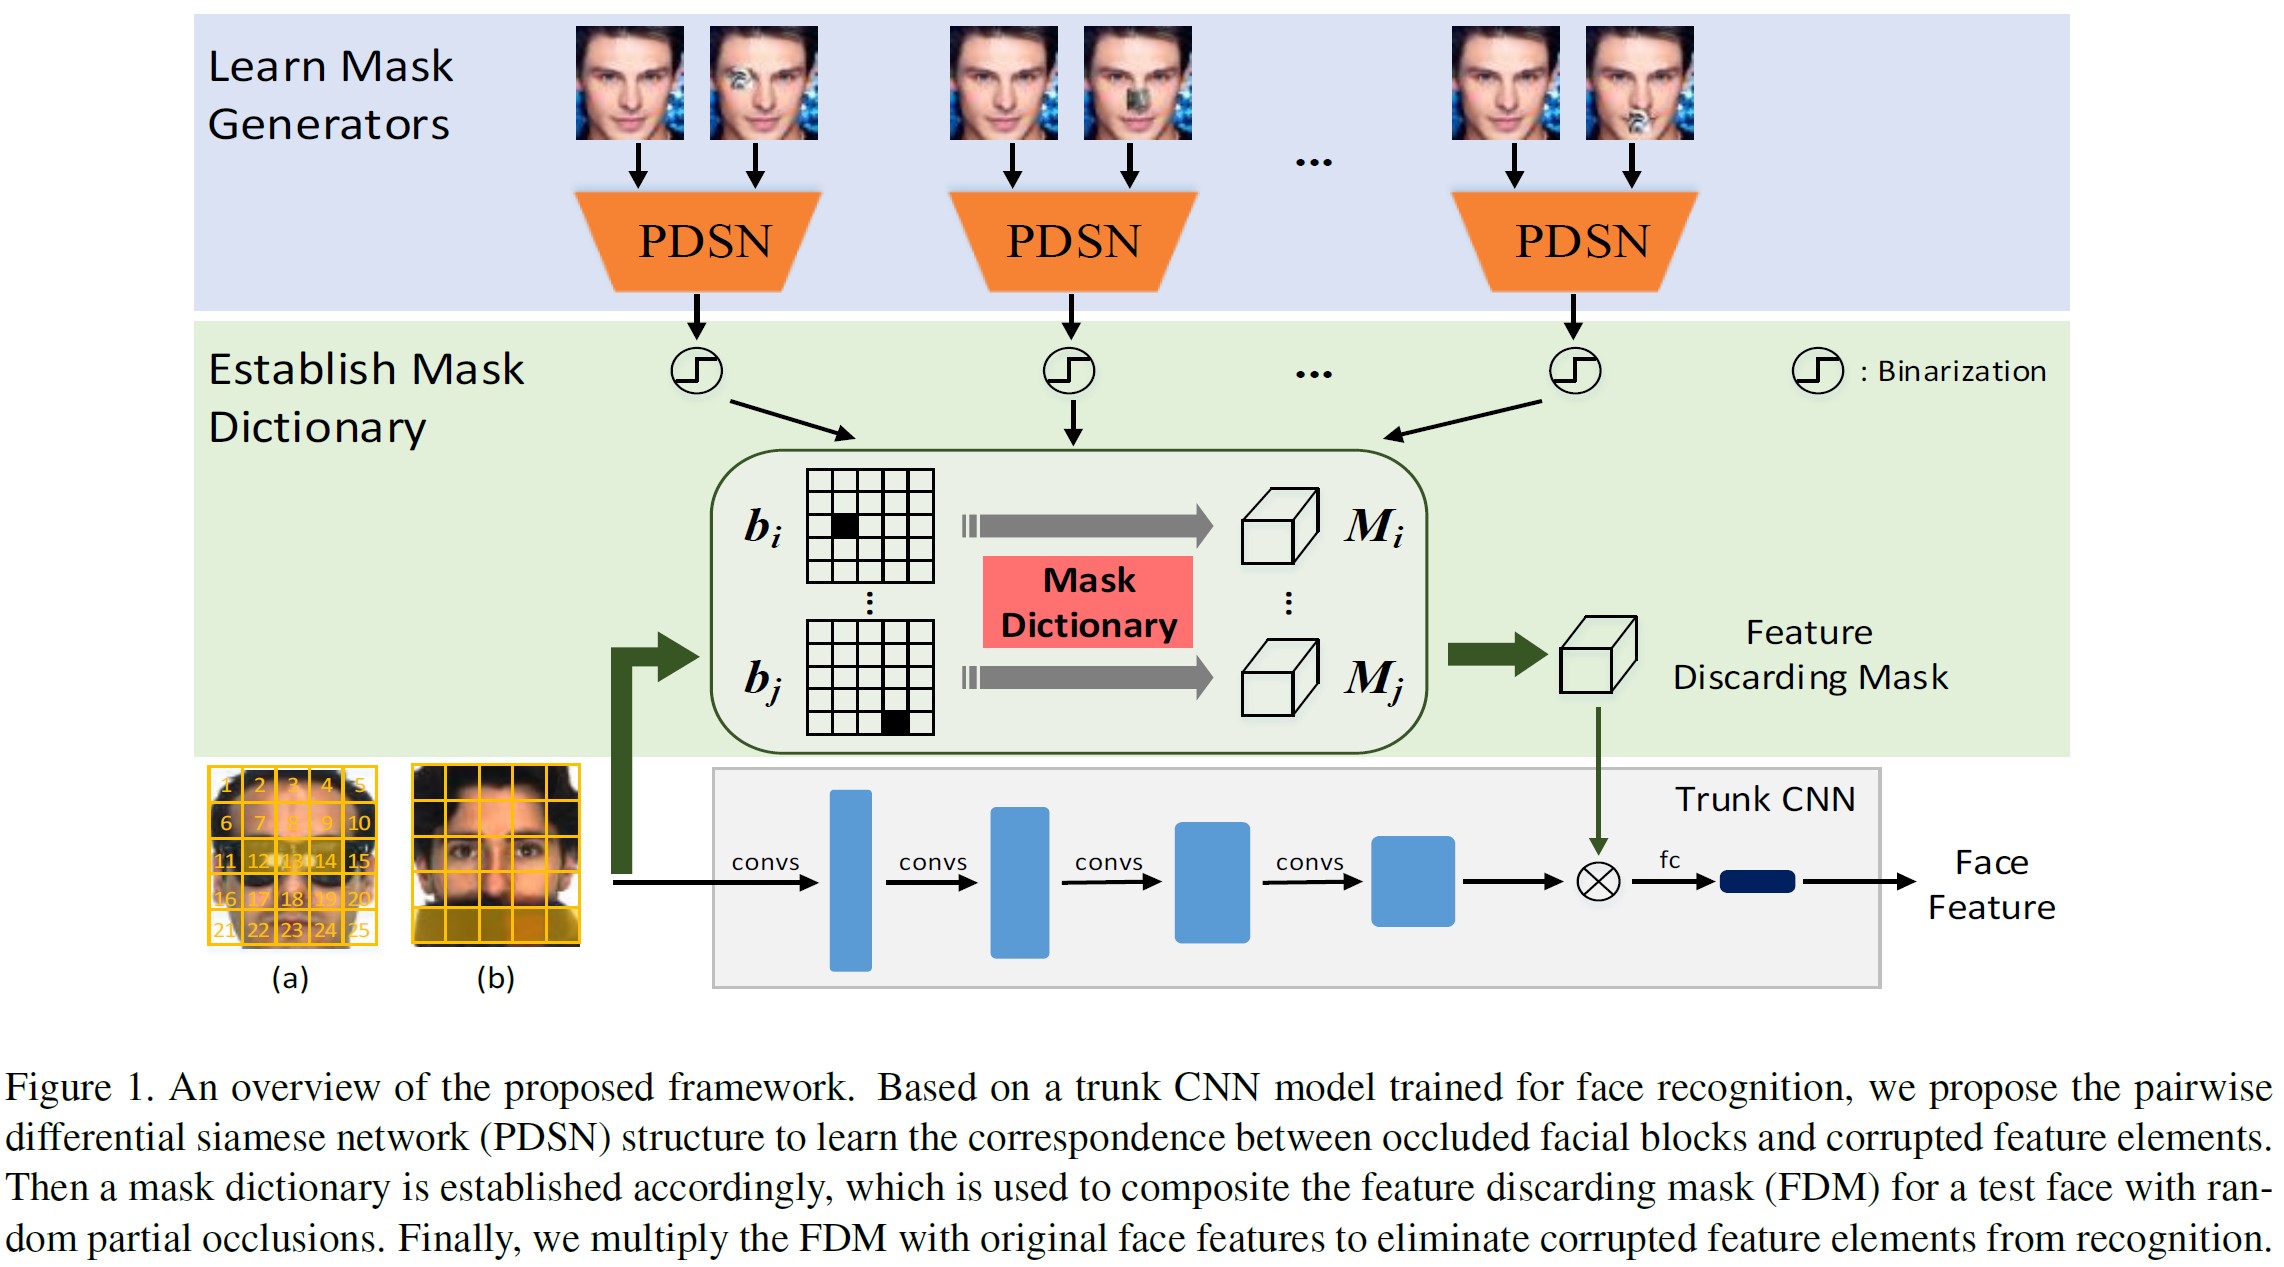 Learn Mask
Generators
...
PDSN
PDSN
PDSN
Establish Mask
Dictionary
...
: Binarization
bi
Mi
Mask
Dictionary
bj
Mj
Feature
Discarding Mask
1 2 3 4 5
6 7 8 9 10
11 12 13 14 15
16 17 18 19 20
21 22 23 24 25
(a)
(b)
Trunk CNN
convs
convs
convs
convs
fc
Face
Feature
Figure 1. An overview of the proposed framework. Based on a trunk CNN model trained for face recognition, we propose the pairwise
differential siamese network (PDSN) structure to learn the correspondence between occluded facial blocks and corrupted feature elements.
Then a mask dictionary is established accordingly, which is used to composite the feature discarding mask (FDM) for a test face with ran-
dom partial occlusions. Finally, we multiply the FDM with original face features to eliminate corrupted feature elements from recognition.